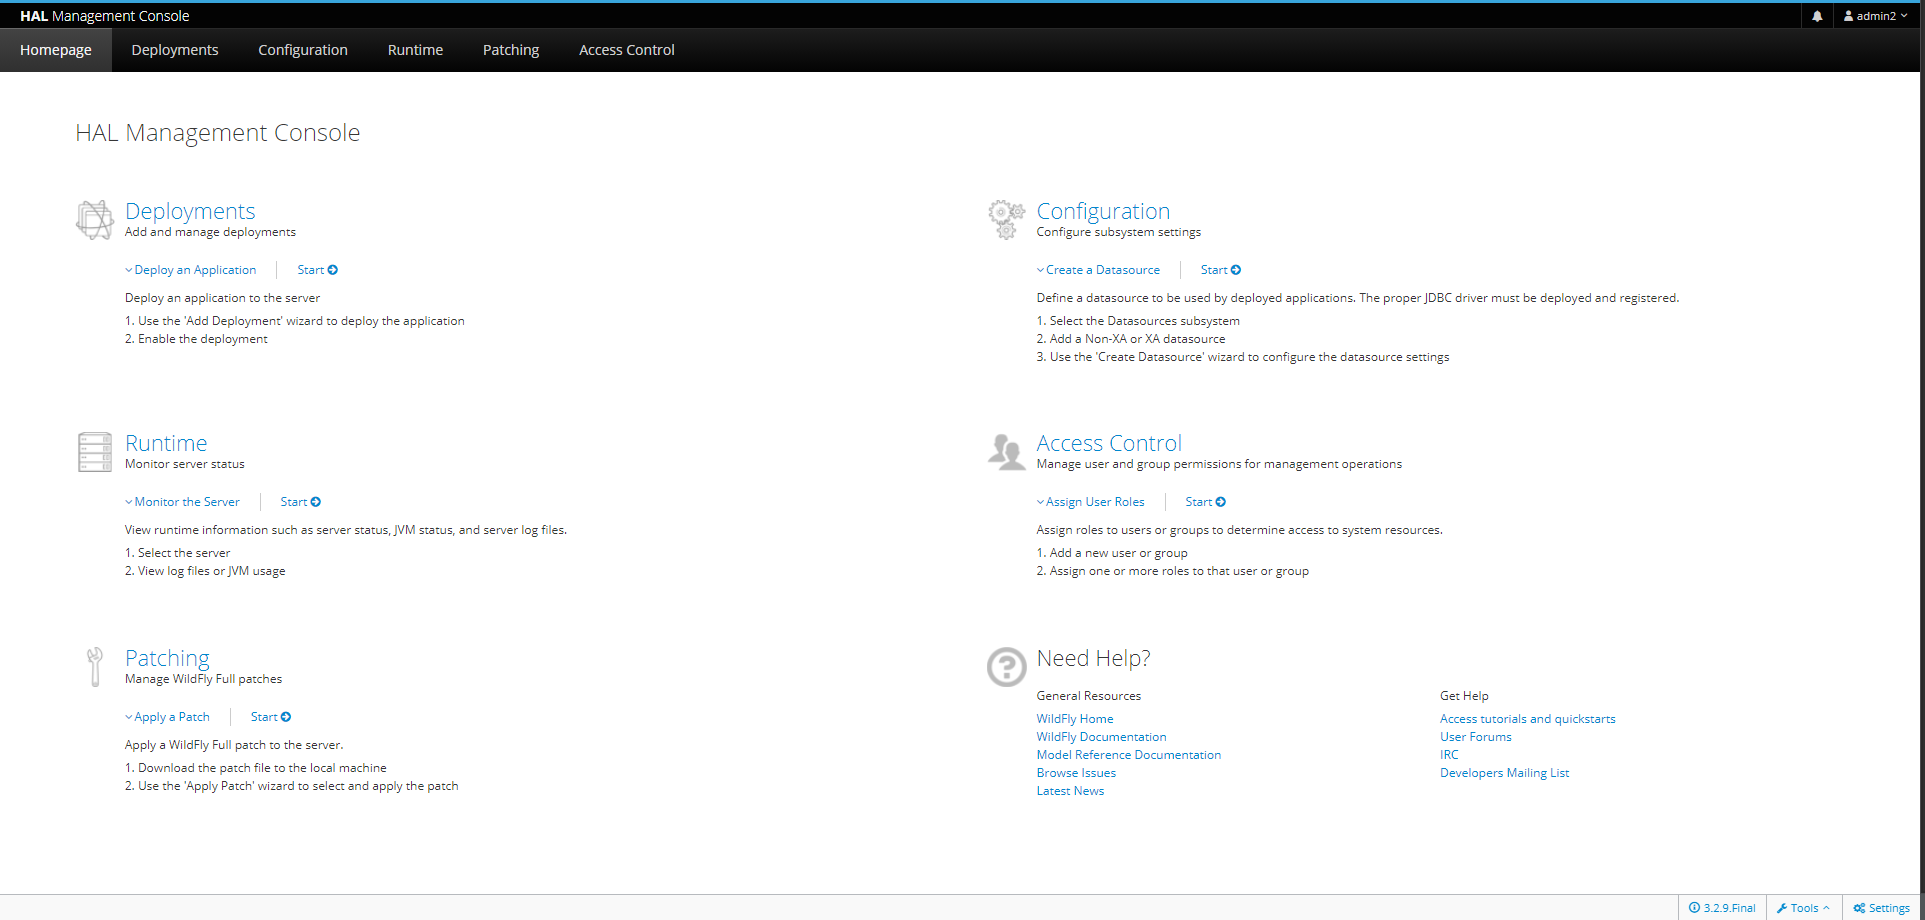 HAL Management Console
admin2
Homepage Deployments Configuration Runtime Patching Access Control
HAL Management Console
Deployments
Add and manage deployments
Deploy an Application Start
Deploy an application to the server
1. Use the 'Add Deployment' wizard to deploy the application
2. Enable the deployment
Configuration
Configure subsystem settings
Create a Datasource Start
Define a datasource to be used by deployed applications. The proper JDBC driver must be deployed and registered.
1. Select the Datasources subsystem
2. Add a Non-XA or XA datasource
3. Use the 'Create Datasource' wizard to configure the datasource settings
Runtime
Monitor server status
Monitor the Server Start
View runtime information such as server status, JVM status, and server log files.
1. Select the server
2. View log files or JVM usage
Access Control
Manage user and group permissions for management operations
Assign User Roles Start
Assign roles to users or groups to determine access to system resources.
1. Add a new user or group
2. Assign one or more roles to that user or group
Patching
Manage WildFly Full patches
Apply a Patch Start
Apply a WildFly Full patch to the server.
1. Download the patch file to the local machine
2. Use the 'Apply Patch' wizard to select and apply the patch
Need Help?
General Resources
WildFly Home
WildFly Documentation
Model Reference Documentation
Browse Issues
Latest News
Get Help
Access tutorials and quickstarts
User Forums
IRC
Developers Mailing List
3.2.9.Final Tools Settings